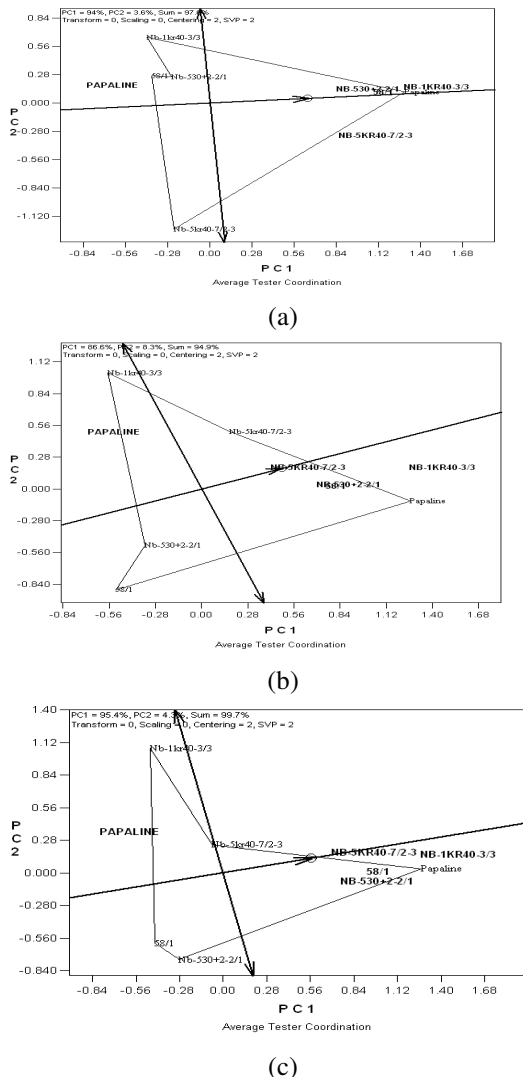 PC1 = 94%, PC2 = 3.6%, Sum = 97.6%
Transform = 0, Scaling = 0, Centering = 2, SVP = 2
0.84
0.56
0.28
0.000
-0.280
-0.560
-0.840
-1.120
PC2
Nb-1kr40-3/3
58/1
Nb-530+2-2/1
PAPALINE
NB-530+2-2/1
NB-1KR40-3/3
58/1
Papaline
NB-5KR40-7/2-3
Nb-5kr40-7/2-3
-0.84 -0.56 -0.28 0.00 0.28 0.56 0.84 1.12 1.40 1.68
PC1
Average Tester Coordination
(a)
PC1 = 86.6%, PC2 = 8.3%, Sum = 94.9%
Transform = 0, Scaling = 0, Centering = 2, SVP = 2
1.12
0.84
0.56
0.28
0.000
-0.280
-0.560
-0.840
PC2
Nb-1kr40-3/3
PAPALINE
Nb-5kr40-7/2-3
NB-5KR40-7/2-3
NB-1KR40-3/3
NB-530+2-2/1
58/1
Papaline
Nb-530+2-2/1
58/1
-0.84 -0.56 -0.28 0.00 0.28 0.56 0.84 1.12 1.40 1.68
PC1
Average Tester Coordination
(b)
PC1 = 95.4%, PC2 = 4.3%, Sum = 99.7%
Transform = 0, Scaling = 0, Centering = 2, SVP = 2
1.40
1.12
0.84
0.56
0.28
0.000
-0.280
-0.560
-0.840
PC2
Nb-1kr40-3/3
PAPALINE
Nb-5kr40-7/2-3
NB-5KR40-7/2-3
NB-1KR40-3/3
58/1
Papaline
NB-530+2-2/1
58/1
Nb-530+2-2/1
-0.84 -0.56 -0.28 0.00 0.28 0.56 0.84 1.12 1.40 1.68
PC1
Average Tester Coordination
(c)